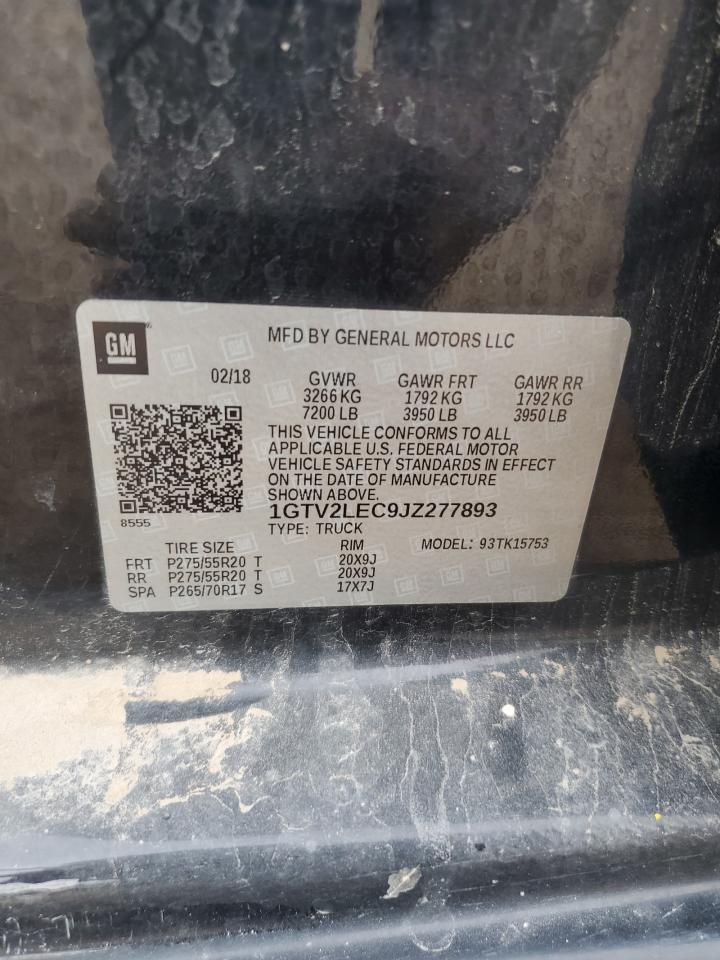 GM
MFD BY GENERAL MOTORS LLC
02/18 GVWR GAWR FRT GAWR RR
3266 KG 1792 KG 1792 KG
7200 LB 3950 LB 3950 LB
THIS VEHICLE CONFORMS TO ALL
APPLICABLE U.S. FEDERAL MOTOR
VEHICLE SAFETY STANDARDS IN EFFECT
ON THE DATE OF MANUFACTURE
SHOWN ABOVE.
8555
1GTV2LEC9JZ277893
TYPE: TRUCK
TIRE SIZE RIM MODEL: 93TK15753
FRT P275/55R20 T 20X9J
RR P275/55R20 T 20X9J
SPA P265/70R17 S 17X7J